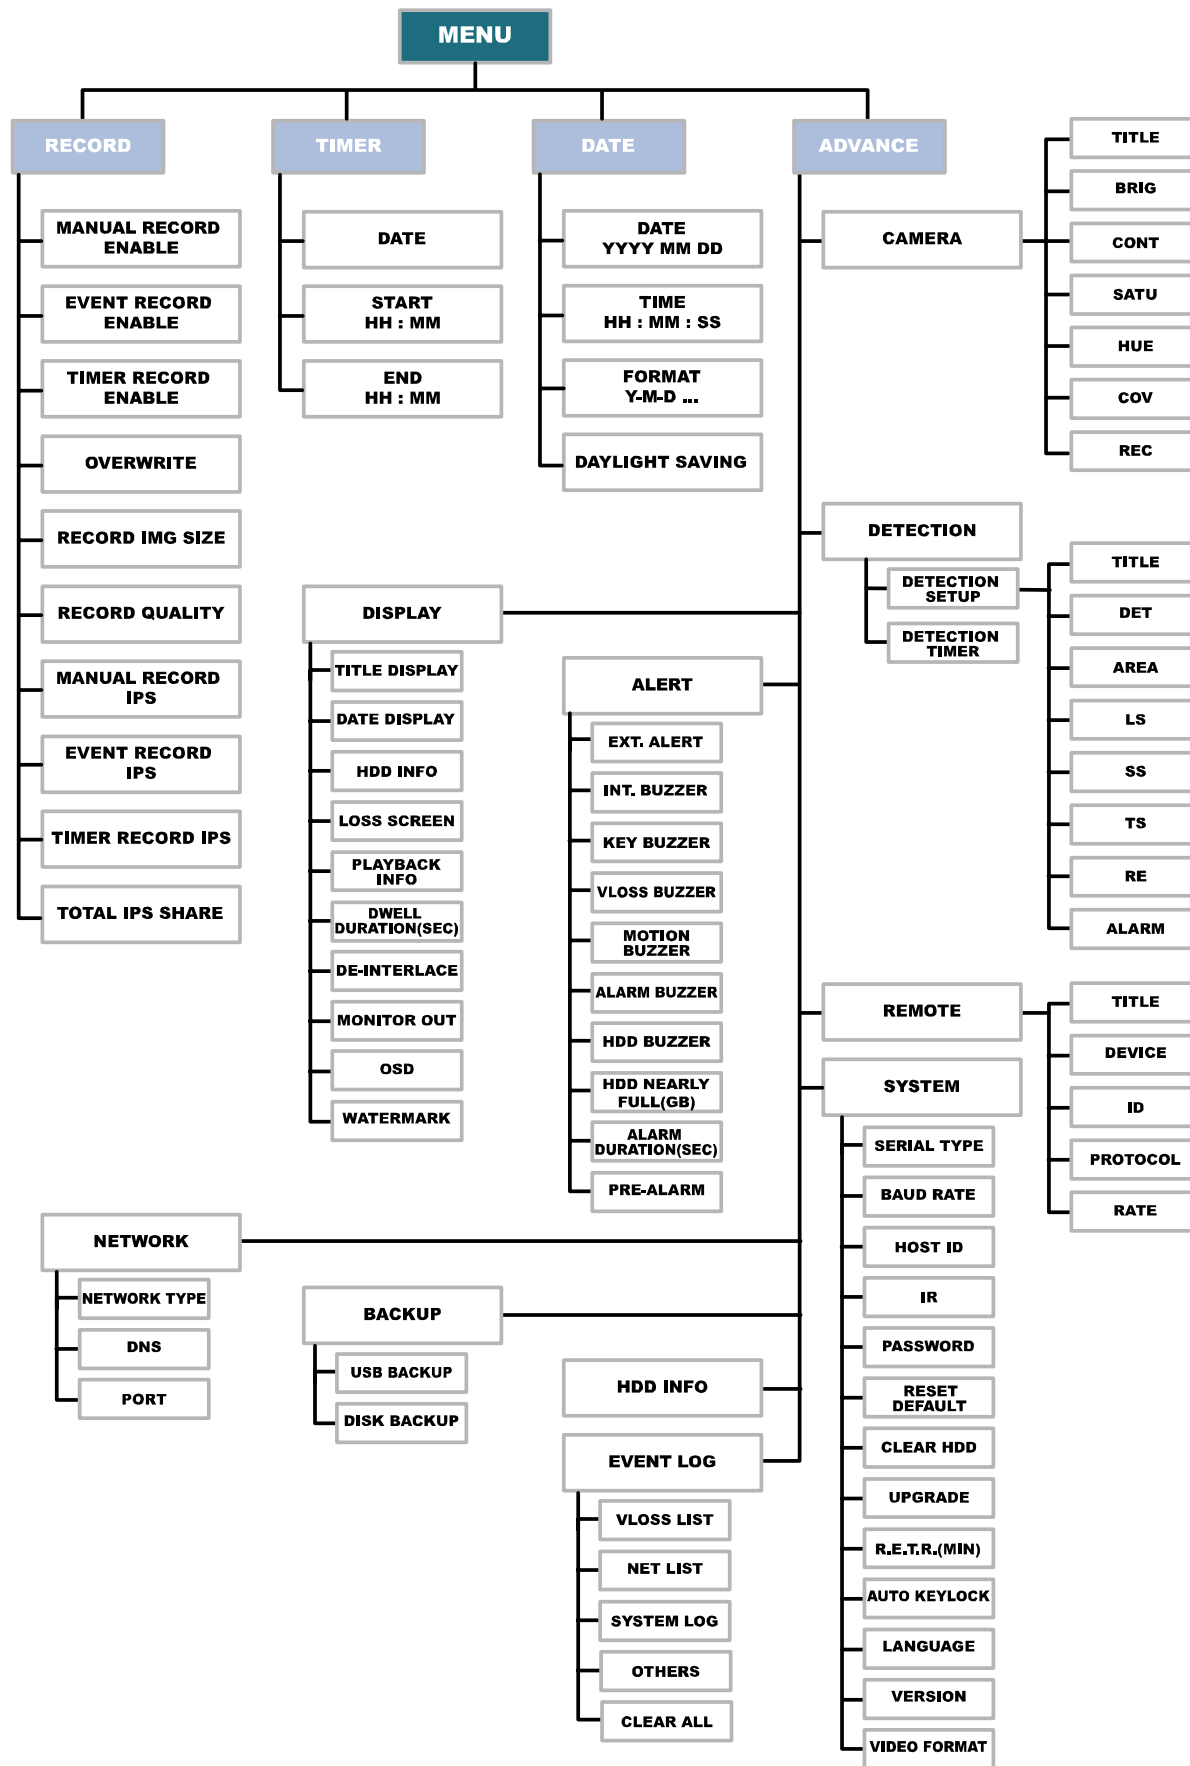 MENU
RECORD
MANUAL RECORD
ENABLE
EVENT RECORD
ENABLE
TIMER RECORD
ENABLE
OVERWRITE
RECORD IMG SIZE
RECORD QUALITY
MANUAL RECORD
IPS
EVENT RECORD
IPS
TIMER RECORD IPS
TOTAL IPS SHARE
TIMER
DATE
START
HH : MM
END
HH : MM
DATE
DATE
YYYY MM DD
TIME
HH : MM : SS
FORMAT
Y-M-D ...
DAYLIGHT SAVING
ADVANCE
CAMERA
TITLE
BRIG
CONT
SATU
HUE
COV
REC
DETECTION
DETECTION
SETUP
DETECTION
TIMER
TITLE
DET
AREA
LS
SS
TS
RE
ALARM
DISPLAY
TITLE DISPLAY
DATE DISPLAY
HDD INFO
LOSS SCREEN
PLAYBACK
INFO
DWELL
DURATION(SEC)
DE-INTERLACE
MONITOR OUT
OSD
WATERMARK
ALERT
EXT. ALERT
INT. BUZZER
KEY BUZZER
VLOSS BUZZER
MOTION
BUZZER
ALARM BUZZER
HDD BUZZER
HDD NEARLY
FULL(GB)
ALARM
DURATION(SEC)
PRE-ALARM
REMOTE
TITLE
DEVICE
ID
PROTOCOL
RATE
SYSTEM
SERIAL TYPE
BAUD RATE
HOST ID
IR
PASSWORD
RESET
DEFAULT
CLEAR HDD
UPGRADE
R.E.T.R.(MIN)
AUTO KEYLOCK
LANGUAGE
VERSION
VIDEO FORMAT
NETWORK
NETWORK TYPE
DNS
PORT
BACKUP
USB BACKUP
DISK BACKUP
HDD INFO
EVENT LOG
VLOSS LIST
NET LIST
SYSTEM LOG
OTHERS
CLEAR ALL